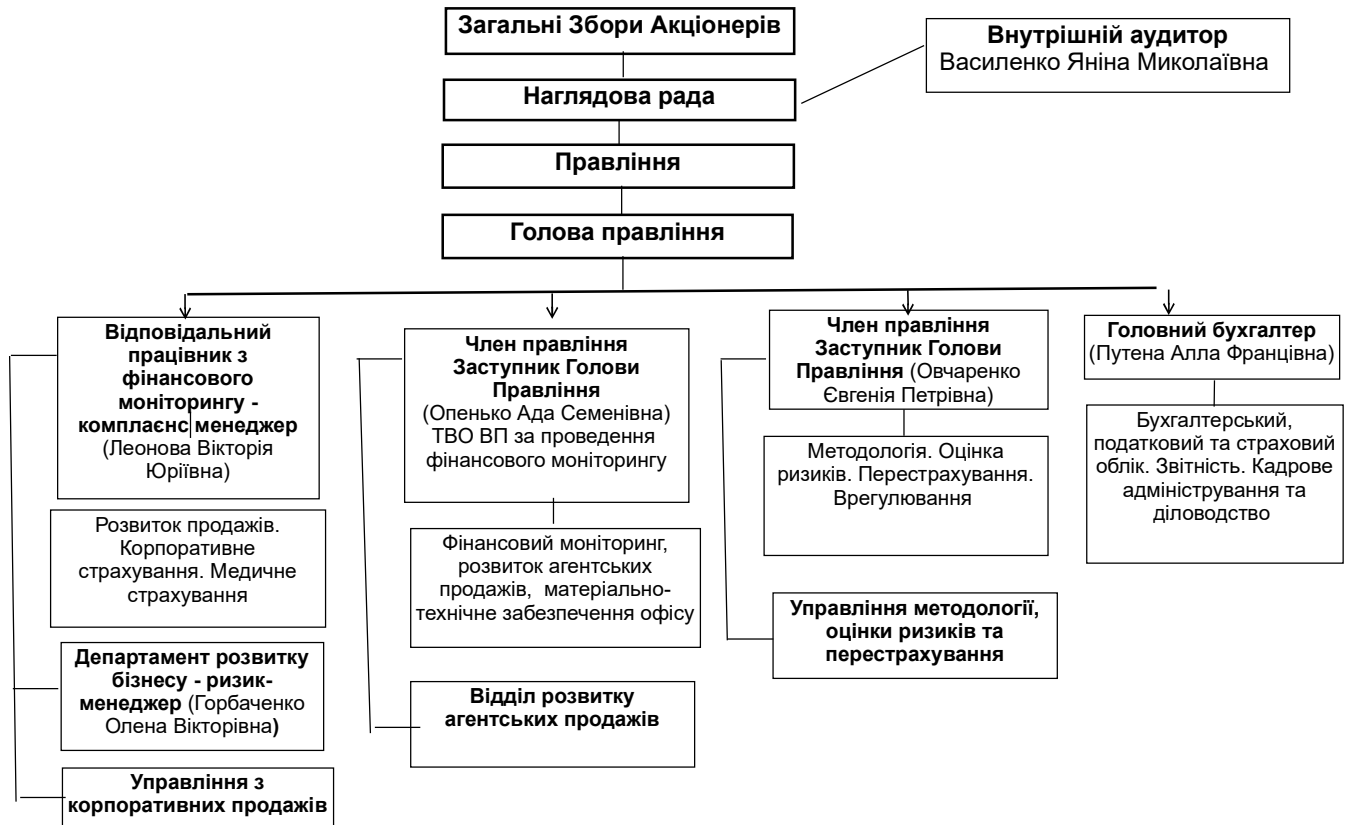 Загальні Збори Акціонерів
Внутрішній аудитор
Василенко Яніна Миколаївна
Наглядова рада
Правління
Голова правління
Відповідальний
працівник з
фінансового
моніторингу -
комплаєнс менеджер
(Леонова Вікторія
Юріївна)
Розвиток продажів.
Корпоративне
страхування. Медичне
страхування
Департамент розвитку
бізнесу - ризик-
менеджер (Горбаченко
Олена Вікторівна)
Управління з
корпоративних продажів
Член правління
Заступник Голови
Правління
(Опенько Ада Семенівна)
ТВО ВП за проведення
фінансового моніторингу
Фінансовий моніторинг,
розвиток агентських
продажів, матеріально-
технічне забезпечення офісу
Відділ розвитку
агентських продажів
Член правління
Заступник Голови
Правління (Овчаренко
Євгенія Петрівна)
Методологія. Оцінка
ризиків. Перестрахування.
Врегулювання
Управління методології,
оцінки ризиків та
перестрахування
Головний бухгалтер
(Путена Алла Францівна)
Бухгалтерський,
податковий та страховий
облік. Звітність. Кадрове
адміністрування та
діловодство